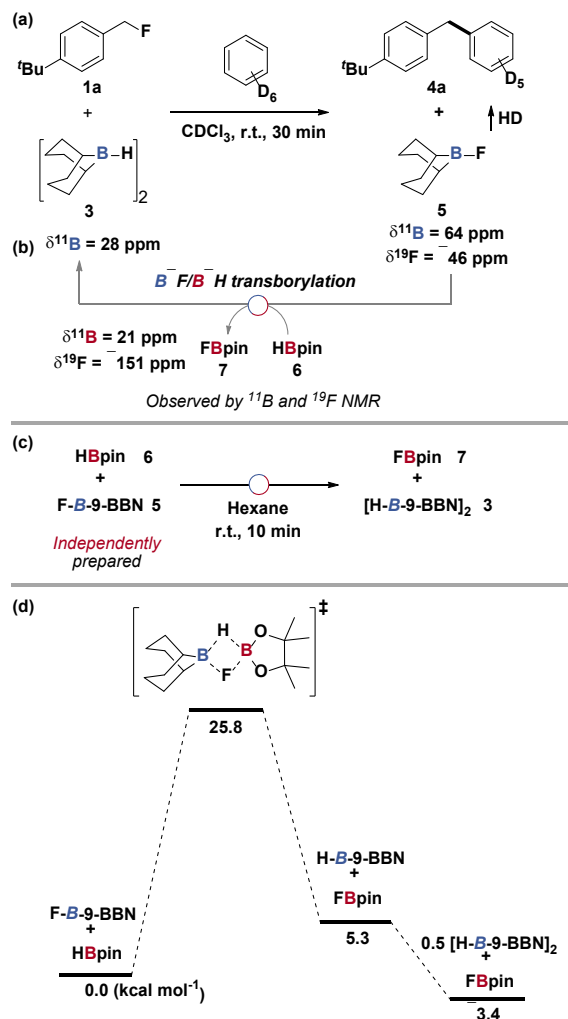 (a)
F
tBu
1a
+
[ B–H ]2
3
D6
CDCl3, r.t., 30 min
tBu
D5
4a
+
HD
B–F
5
δ11B = 64 ppm
δ19F = ¯46 ppm
(b)
δ11B = 28 ppm
B¯F/B¯H transborylation
δ11B = 21 ppm
δ19F = ¯151 ppm
FBpin
7
HBpin
6
Observed by 11B and 19F NMR
(c)
HBpin 6
+
F-B-9-BBN 5
Independently
prepared
Hexane
r.t., 10 min
FBpin 7
+
[H-B-9-BBN]2 3
(d)
‡
H
B
B
F
O
O
25.8
F-B-9-BBN
+
HBpin
0.0 (kcal mol-1)
H-B-9-BBN
+
FBpin
5.3
0.5 [H-B-9-BBN]2
+
FBpin
¯3.4